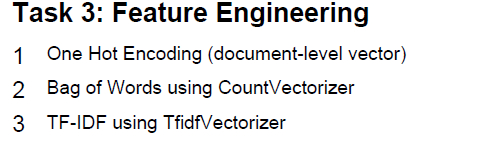 Task 3: Feature Engineering
1 One Hot Encoding (document-level vector)
2 Bag of Words using CountVectorizer
3 TF-IDF using TfidfVectorizer